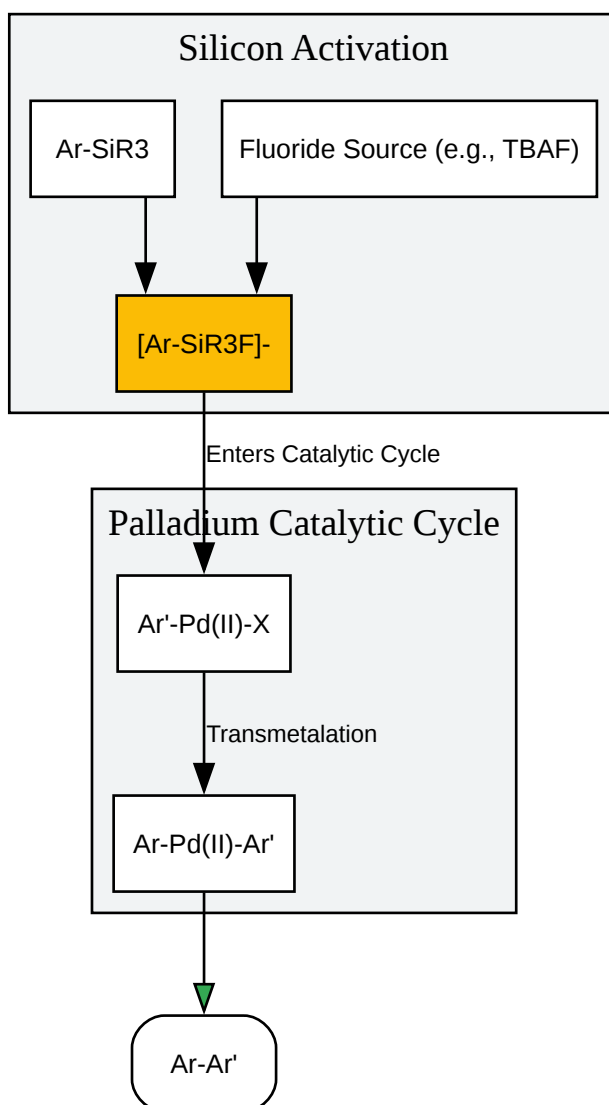 Silicon Activation
Ar-SiR3
Fluoride Source (e.g., TBAF)
[Ar-SiR3F]-
Enters Catalytic Cycle
Palladium Catalytic Cycle
Ar'-Pd(II)-X
Transmetalation
Ar-Pd(II)-Ar'
Ar-Ar'